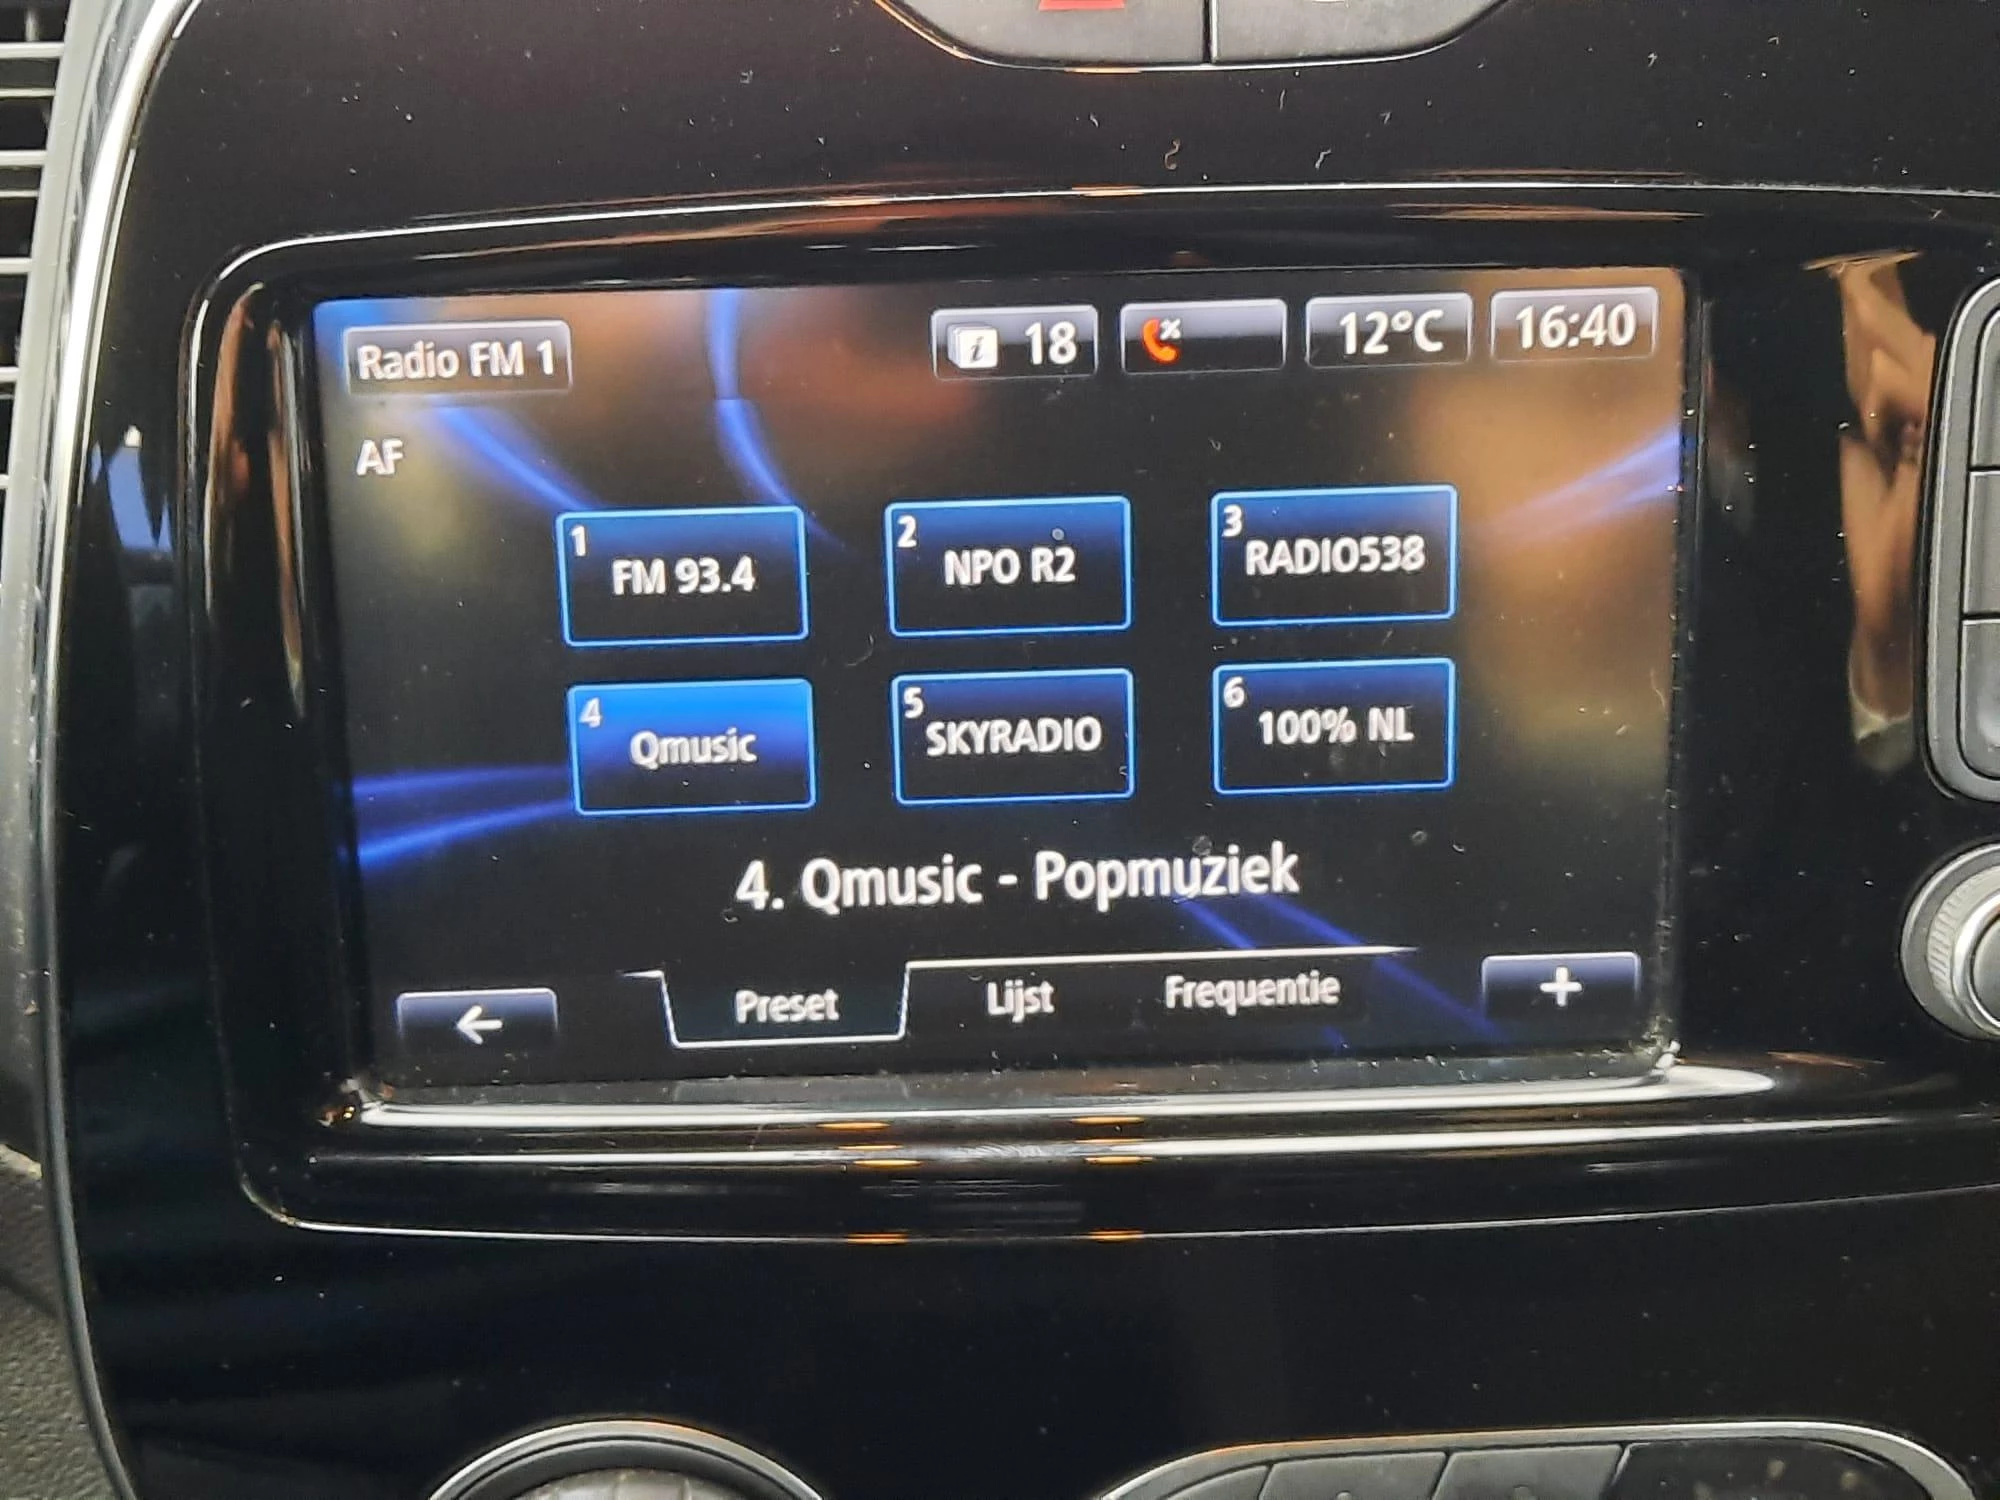 Radio FM 1
i 18
12°C
16:40
AF
1
FM 93.4
2
NPO R2
3
RADIO538
4
Qmusic
5
SKYRADIO
6
100% NL
4. Qmusic - Popmuziek
Preset
Lijst
Frequentie
+